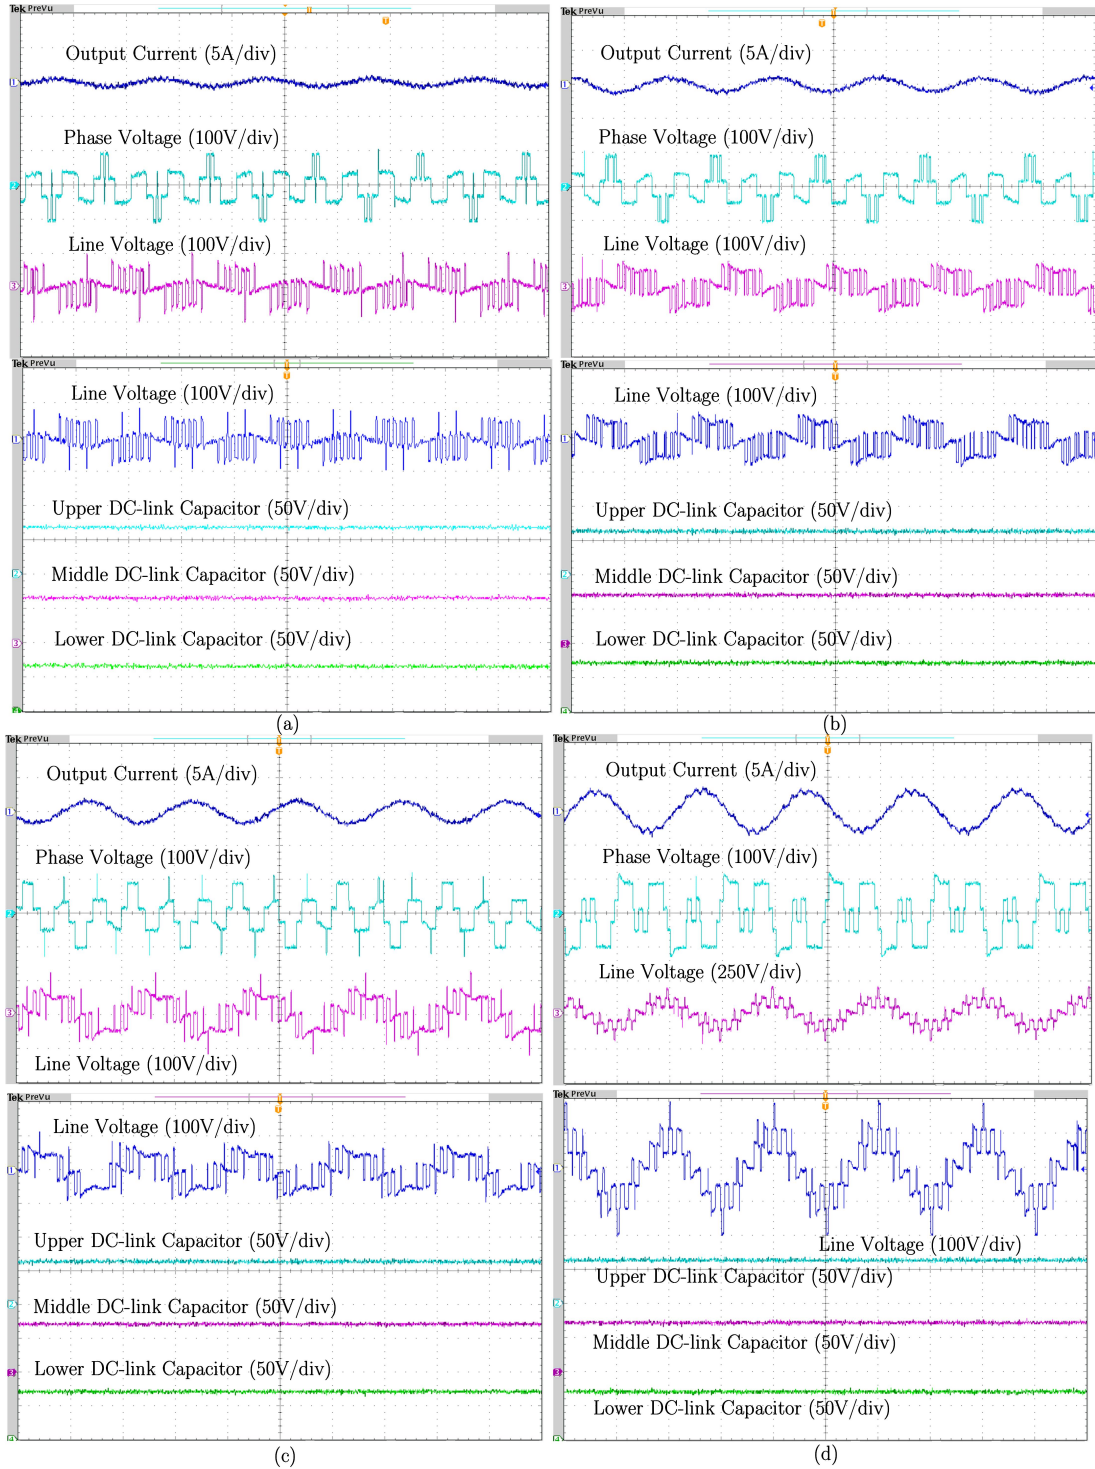 Tek PreVu
Output Current (5A/div)
Phase Voltage (100V/div)
Line Voltage (100V/div)
Tek PreVu
Output Current (5A/div)
Phase Voltage (100V/div)
Line Voltage (100V/div)
Tek PreVu
Line Voltage (100V/div)
Upper DC-link Capacitor (50V/div)
Middle DC-link Capacitor (50V/div)
Lower DC-link Capacitor (50V/div)
(a)
Tek PreVu
Line Voltage (100V/div)
Upper DC-link Capacitor (50V/div)
Middle DC-link Capacitor (50V/div)
Lower DC-link Capacitor (50V/div)
(b)
Tek PreVu
Output Current (5A/div)
Phase Voltage (100V/div)
Line Voltage (100V/div)
Tek PreVu
Output Current (5A/div)
Phase Voltage (100V/div)
Line Voltage (250V/div)
Tek PreVu
Line Voltage (100V/div)
Upper DC-link Capacitor (50V/div)
Middle DC-link Capacitor (50V/div)
Lower DC-link Capacitor (50V/div)
(c)
Tek PreVu
Line Voltage (100V/div)
Upper DC-link Capacitor (50V/div)
Middle DC-link Capacitor (50V/div)
Lower DC-link Capacitor (50V/div)
(d)